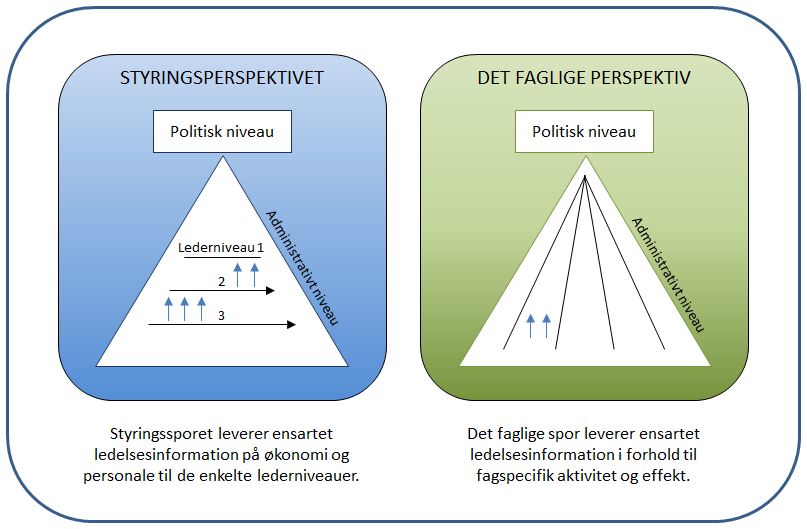 STYRINGSPERSPEKTIVET
Politisk niveau
Administrativt niveau
Lederniveau 1
2
3
Styringssporet leverer ensartet
ledelsesinformation på økonomi og
personale til de enkelte lederniveauer.
DET FAGLIGE PERSPEKTIV
Politisk niveau
Administrativt niveau
Det faglige spor leverer ensartet
ledelsesinformation i forhold til
fagspecifik aktivitet og effekt.